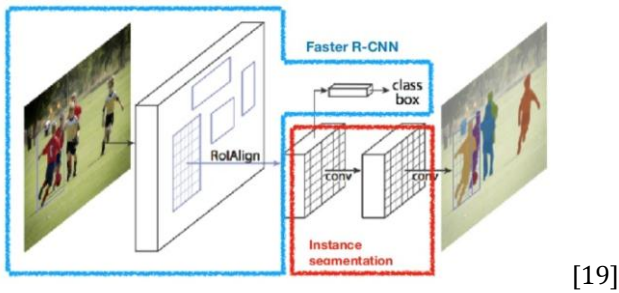 Faster R-CNN
class
box
RoIAlign
conv
conv
Instance
segmentation
[19]